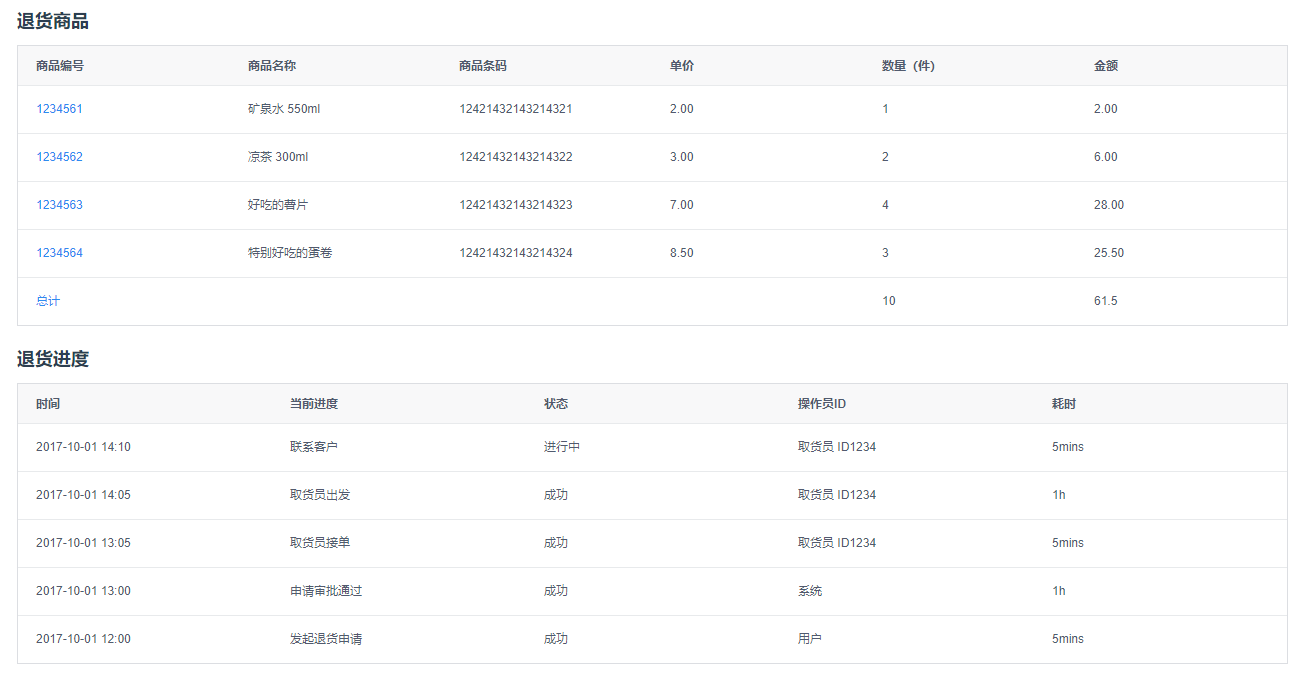 退货商品
商品编号 商品名称 商品条码 单价 数量（件） 金额
1234561 矿泉水 550ml 12421432143214321 2.00 1 2.00
1234562 凉茶 300ml 12421432143214322 3.00 2 6.00
1234563 好吃的薯片 12421432143214323 7.00 4 28.00
1234564 特别好吃的蛋卷 12421432143214324 8.50 3 25.50
总计 10 61.5
退货进度
时间 当前进度 状态 操作员ID 耗时
2017-10-01 14:10 联系客户 进行中 取货员 ID1234 5mins
2017-10-01 14:05 取货员出发 成功 取货员 ID1234 1h
2017-10-01 13:05 取货员接单 成功 取货员 ID1234 5mins
2017-10-01 13:00 申请审批通过 成功 系统 1h
2017-10-01 12:00 发起退货申请 成功 用户 5mins